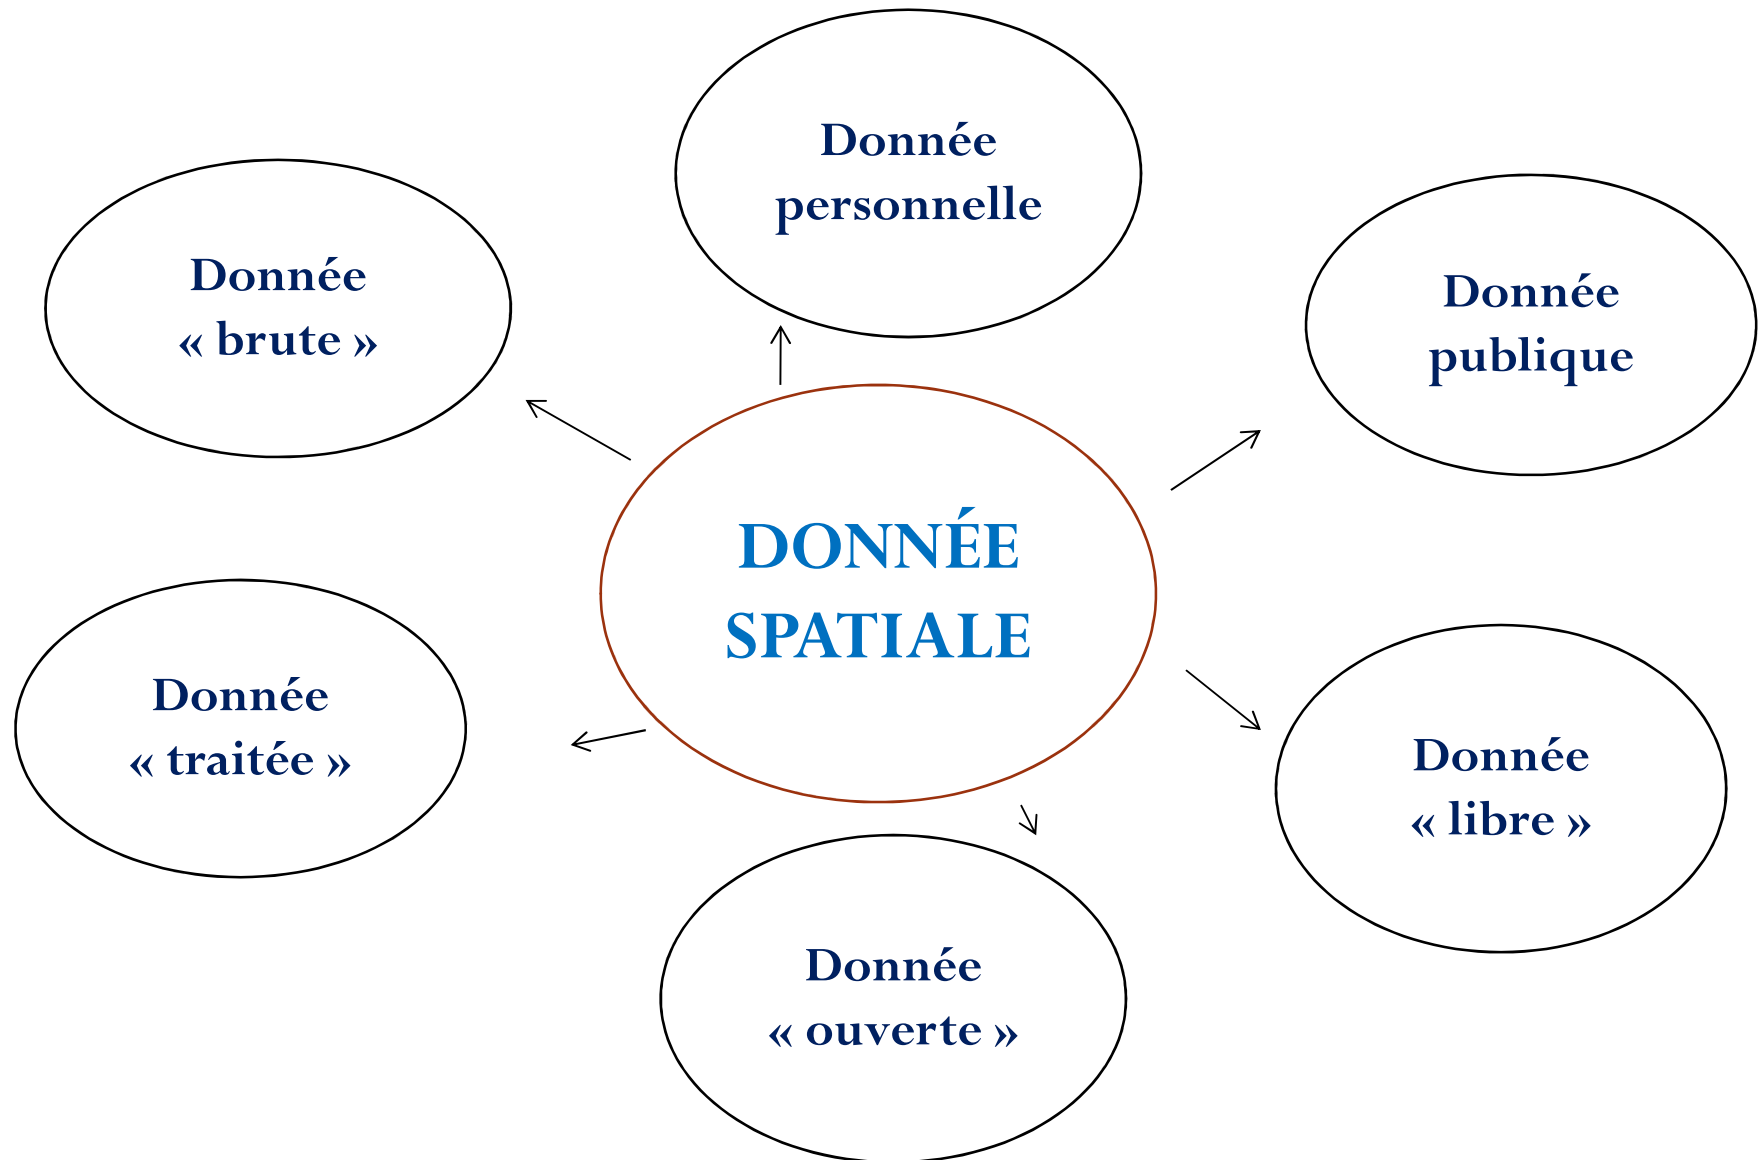 Donnée
personnelle
Donnée
« brute »
Donnée
publique
DONNÉE
SPATIALE
Donnée
« traitée »
Donnée
« libre »
Donnée
« ouverte »